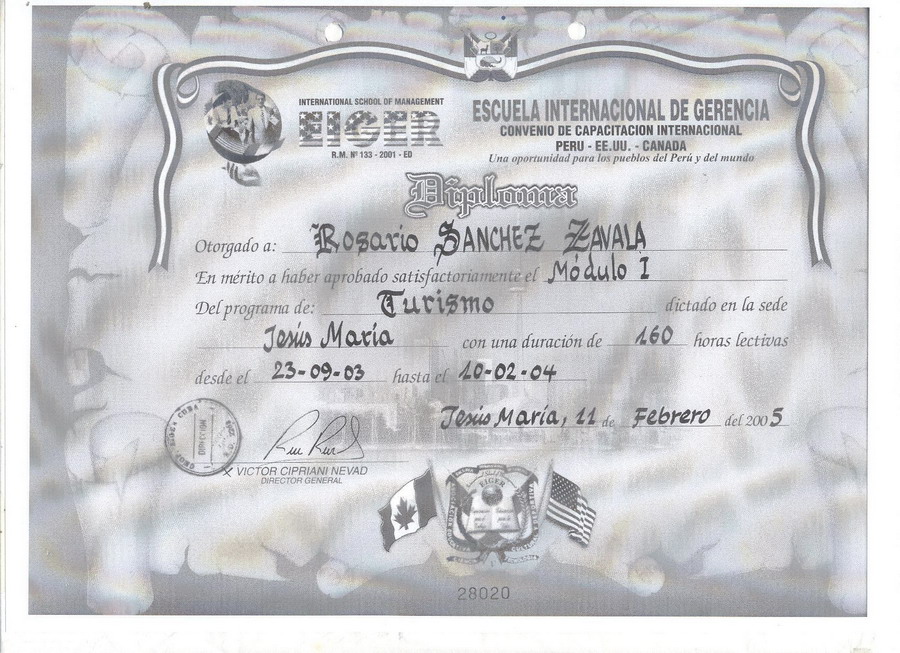 INTERNATIONAL SCHOOL OF MANAGEMENT
EIGER
R.M. Nº 133 - 2001 - ED
ESCUELA INTERNACIONAL DE GERENCIA
CONVENIO DE CAPACITACION INTERNACIONAL
PERU - EE.UU. - CANADA
Una oportunidad para los pueblos del Perú y del mundo
Diploma
Otorgado a: Rosario SANCHEZ ZAVALA
En mérito a haber aprobado satisfactoriamente el Módulo I
Del programa de: Turismo dictado en la sede
Jesús María con una duración de 160 horas lectivas
desde el 23-09-03 hasta el 10-02-04
Jesús María, 11 de Febrero del 2005
CUBA
DIRECCION
VICTOR CIPRIANI NEVAD
DIRECTOR GENERAL
EIGER
28020